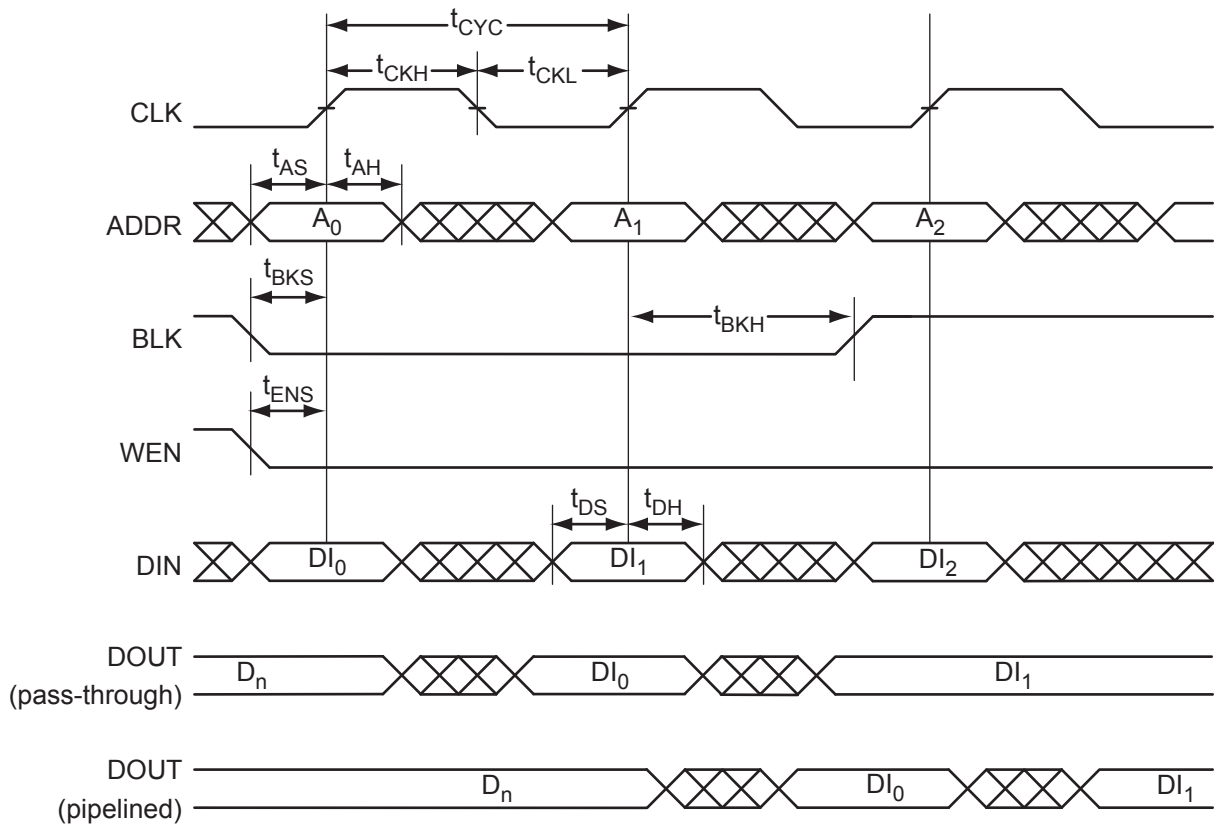 tCYC
tCKH tCKL
CLK
tAS tAH
ADDR A0 A1 A2
tBKS
BLK tBKH
tENS
WEN
tDS tDH
DIN DI0 DI1 DI2
DOUT
(pass-through) Dn DI0 DI1
DOUT
(pipelined) Dn DI0 DI1